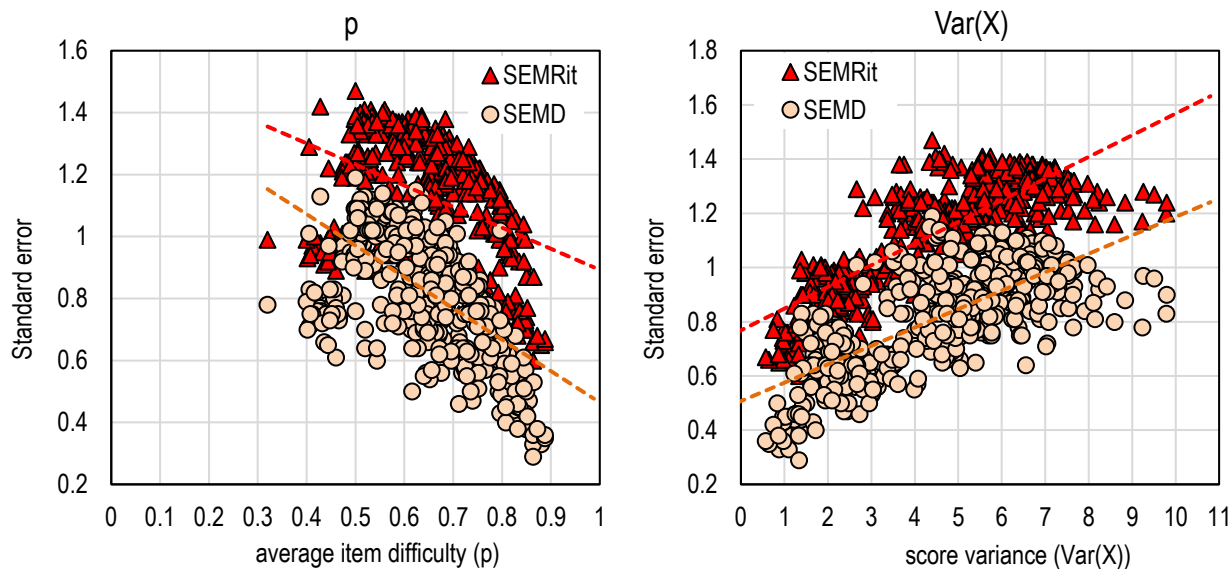 p
1.6
1.4
1.2
1
0.8
0.6
0.4
0.2
Standard error
SEMRit
SEMD
0 0.1 0.2 0.3 0.4 0.5 0.6 0.7 0.8 0.9 1
average item difficulty (p)
Var(X)
1.8
1.6
1.4
1.2
1
0.8
0.6
0.4
0.2
Standard error
SEMRit
SEMD
0 1 2 3 4 5 6 7 8 9 10 11
score variance (Var(X))